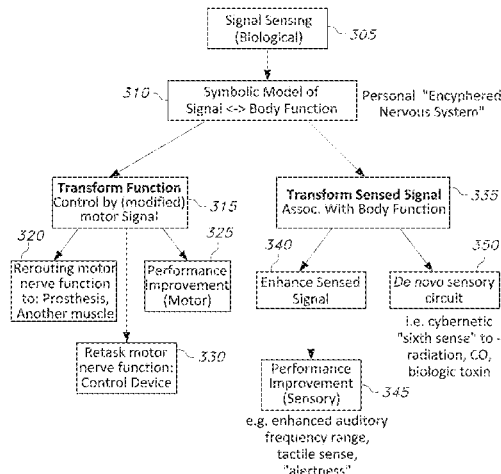 Signal Sensing
(Biological)
305
310
Symbolic Model of
Signal <-> Body Function
Personal "Encyphered
Nervous System"
Transform Function
Control by (modified)
motor Signal
315
Transform Sensed Signal
Assoc. With Body Function
335
320
Rerouting motor
nerve function
to: Prosthesis,
Another muscle
325
Performance
improvement
(Motor)
330
Retask motor
nerve function:
Control Device
340
Enhance Sensed
Signal
350
De novo sensory
circuit
i.e. cybernetic
"sixth sense" to -
radiation, CO,
biologic toxin
Performance
Improvement
(Sensory)
345
e.g. enhanced auditory
frequency range,
tactile sense,
"alertness"